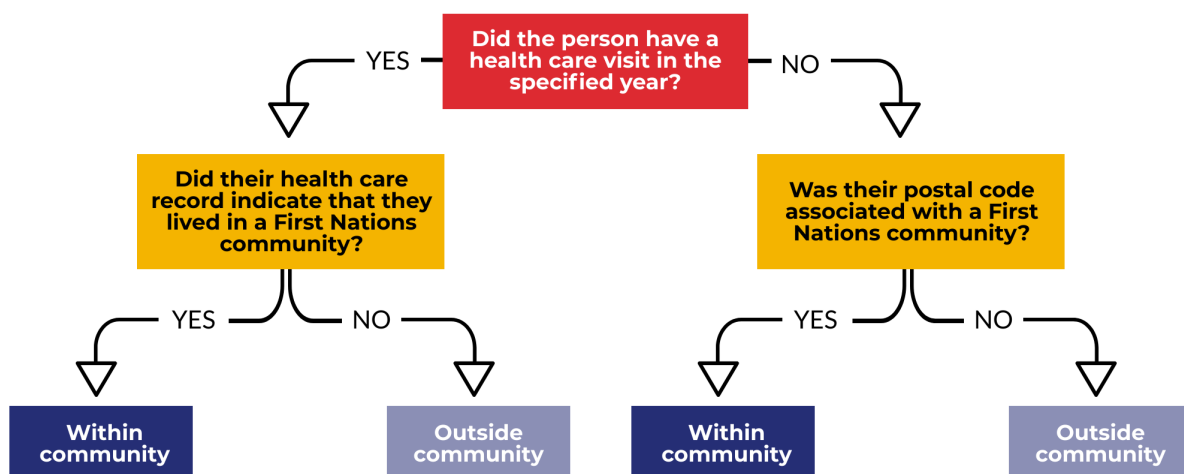 Did the person have a
health care visit in the
specified year?
YES
NO
Did their health care
record indicate that they
lived in a First Nations
community?
Was their postal code
associated with a First
Nations community?
YES
NO
YES
NO
Within
community
Outside
community
Within
community
Outside
community